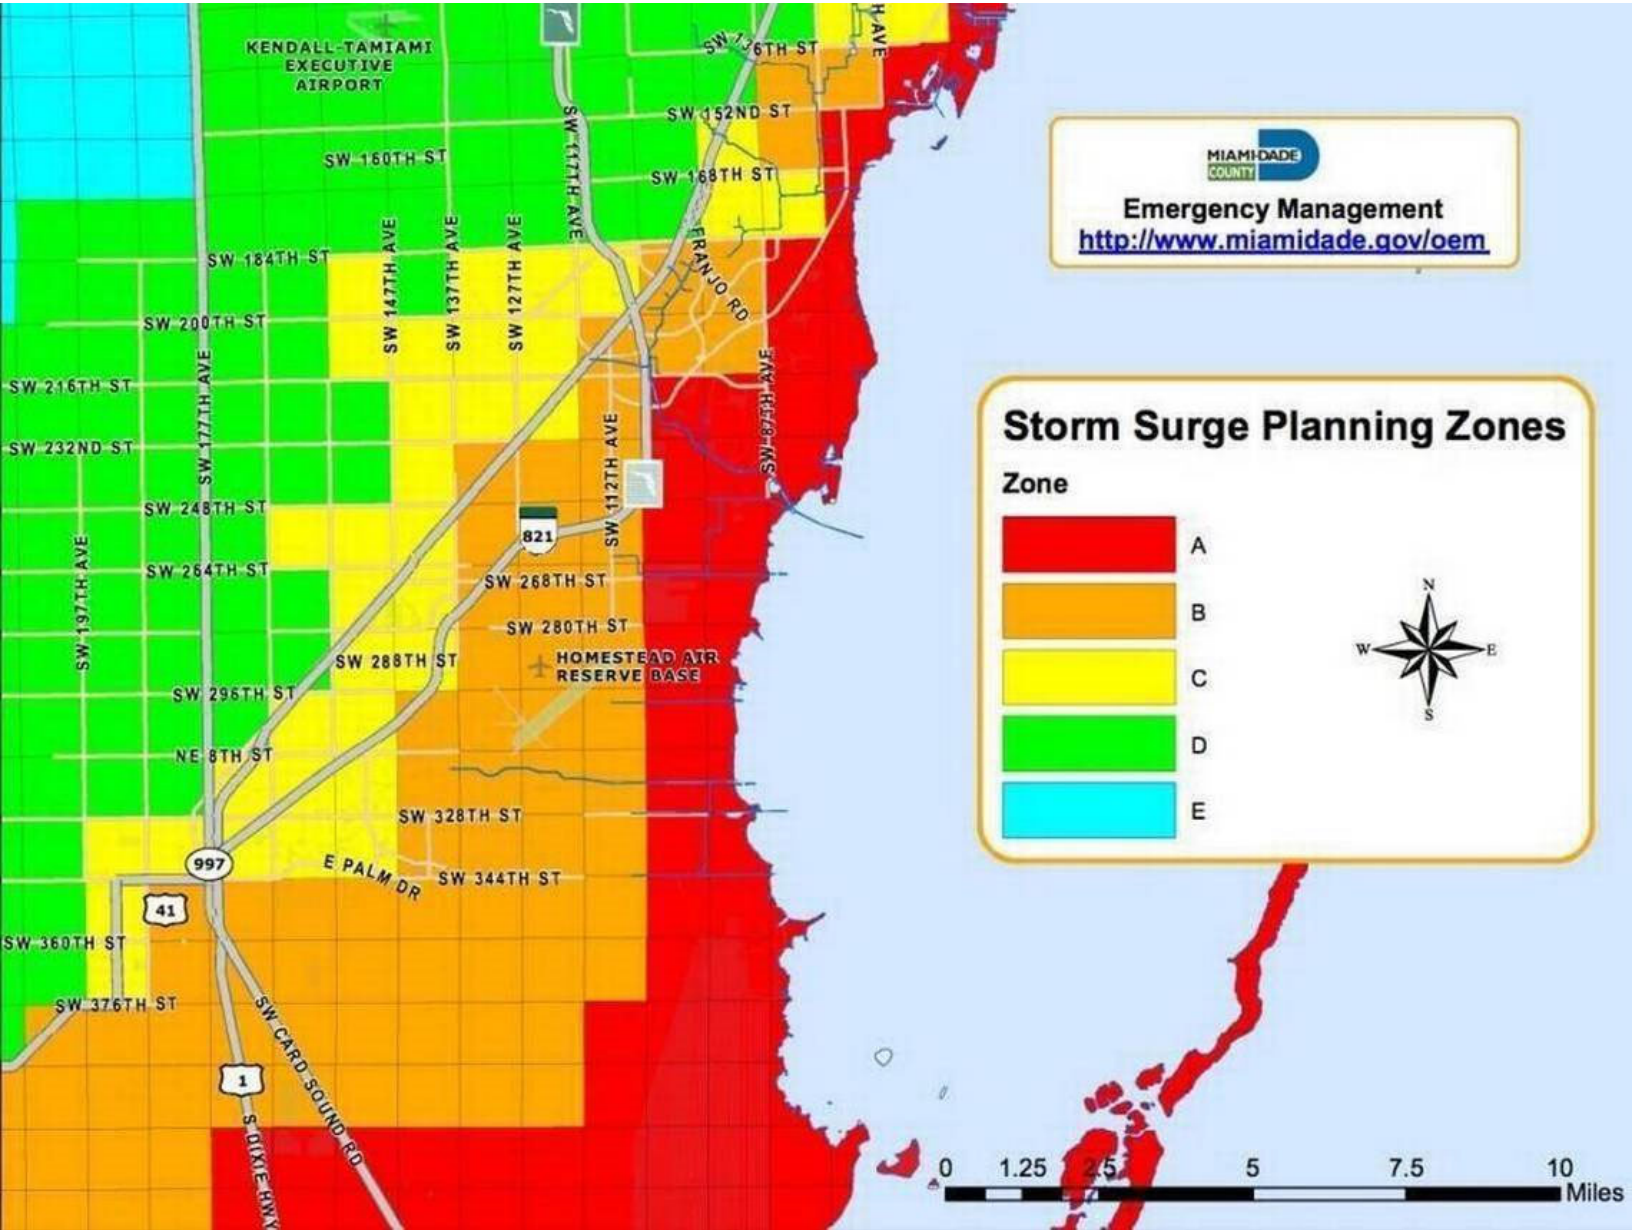 KENDALL-TAMIAMI
EXECUTIVE
AIRPORT
SW 136TH ST
H AVE
SW 152ND ST
SW 160TH ST
SW 168TH ST
SW 117TH AVE
SW 184TH ST
SW 147TH AVE
SW 137TH AVE
SW 127TH AVE
FRANJO RD
SW 200TH ST
SW 177TH AVE
SW 216TH ST
SW 87TH AVE
SW 232ND ST
SW 112TH AVE
SW 248TH ST
821
SW 197TH AVE
SW 264TH ST
SW 268TH ST
SW 280TH ST
SW 288TH ST
HOMESTEAD AIR
RESERVE BASE
SW 296TH ST
NE 8TH ST
SW 328TH ST
997
E PALM DR
SW 344TH ST
41
SW 360TH ST
SW 376TH ST
SW CARD SOUND RD
1
S DIXIE HWY
MIAMI-DADE
COUNTY
Emergency Management
http://www.miamidade.gov/oem
Storm Surge Planning Zones
Zone
A
B
C
D
E
N
W E
S
0 1.25 2.5 5 7.5 10
Miles